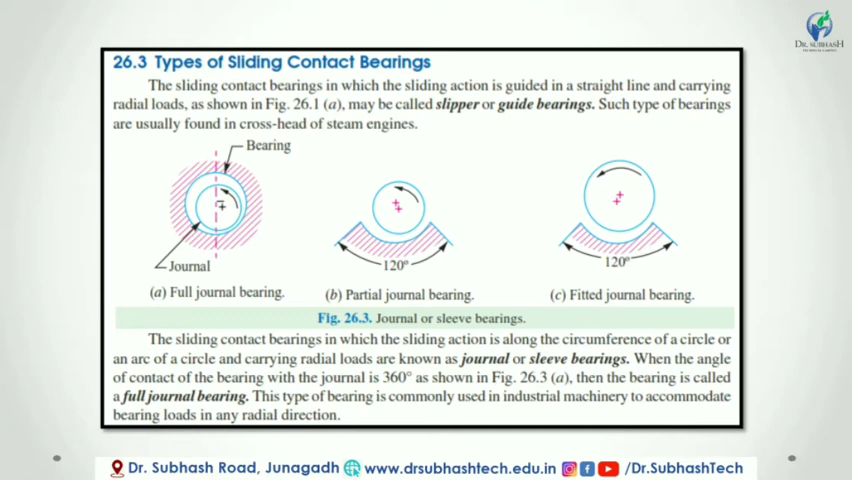 DR. SUBHASH
26.3 Types of Sliding Contact Bearings
The sliding contact bearings in which the sliding action is guided in a straight line and carrying
radial loads, as shown in Fig. 26.1 (a), may be called slipper or guide bearings. Such type of bearings
are usually found in cross-head of steam engines.
Bearing
Journal
120°
120°
(a) Full journal bearing.
(b) Partial journal bearing.
(c) Fitted journal bearing.
Fig. 26.3. Journal or sleeve bearings.
The sliding contact bearings in which the sliding action is along the circumference of a circle or
an arc of a circle and carrying radial loads are known as journal or sleeve bearings. When the angle
of contact of the bearing with the journal is 360° as shown in Fig. 26.3 (a), then the bearing is called
a full journal bearing. This type of bearing is commonly used in industrial machinery to accommodate
bearing loads in any radial direction.
Dr. Subhash Road, Junagadh www.drsubhashtech.edu.in /Dr.SubhashTech